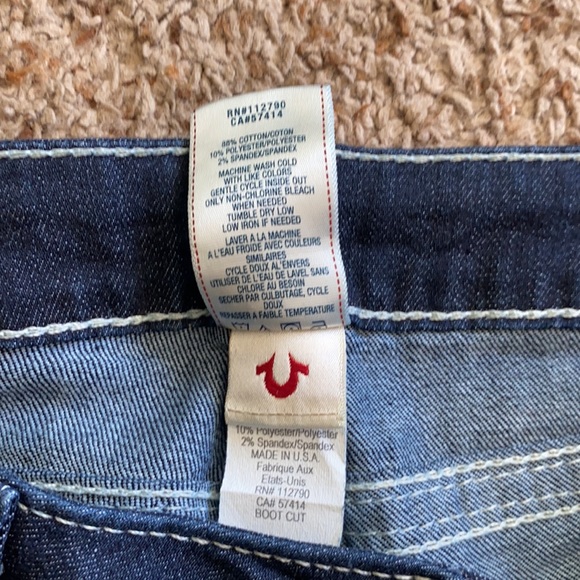 RN#112790
CA#57414
88% COTTON/COTON
10% POLYESTER/POLYESTER
2% SPANDEX/SPANDEX
MACHINE WASH COLD
WITH LIKE COLORS
GENTLE CYCLE INSIDE OUT
ONLY NON-CHLORINE BLEACH
WHEN NEEDED
TUMBLE DRY LOW
LOW IRON IF NEEDED
LAVER A LA MACHINE
A L'EAU FROIDE AVEC COULEURS
SIMILAIRES
CYCLE DOUX A L'ENVERS
UTILISER DE L'EAU DE LAVEL SANS
CHLORE AU BESOIN
SECHER PAR CULBUTAGE, CYCLE
DOUX
REPASSER A FAIBLE TEMPERATURE
10% Polyester/Polyester
2% Spandex/Spandex
MADE IN U.S.A.
Fabrique Aux
Etats-Unis
RN# 112790
CA# 57414
BOOT CUT